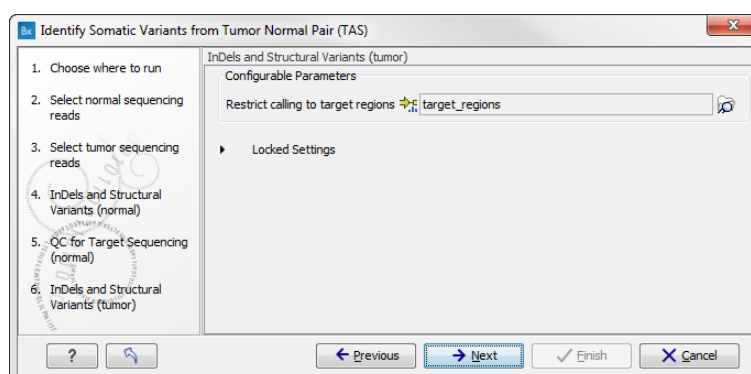 Bx Identify Somatic Variants from Tumor Normal Pair (TAS)
1. Choose where to run
2. Select normal sequencing
reads
3. Select tumor sequencing
reads
4. InDels and Structural
Variants (normal)
5. QC for Target Sequencing
(normal)
6. InDels and Structural
Variants (tumor)
InDels and Structural Variants (tumor)
Configurable Parameters
Restrict calling to target regions target_regions
Locked Settings
?
Previous
Next
Finish
Cancel